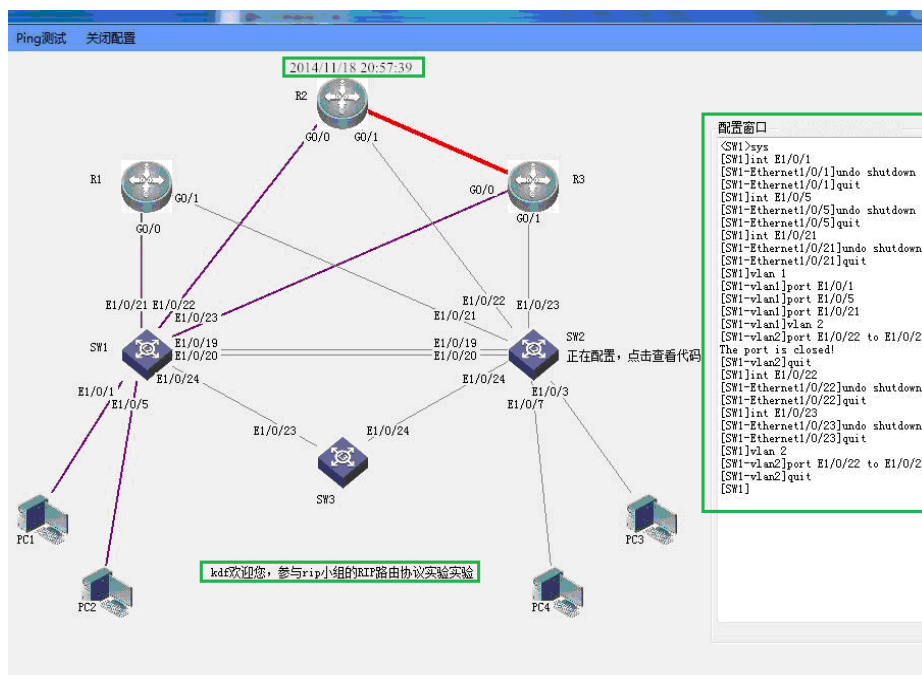 Ping测试 关闭配置
2014/11/18 20:57:39
R2
G0/0 G0/1
R1
G0/1
G0/0
R3
G0/0
G0/1
E1/0/21 E1/0/22
E1/0/23
E1/0/22 E1/0/23
E1/0/21
SW1
E1/0/19
E1/0/20
E1/0/24
E1/0/19
E1/0/20
E1/0/24
SW2
正在配置，点击查看代码
E1/0/1
E1/0/5
E1/0/3
E1/0/7
E1/0/23 E1/0/24
SW3
PC1
PC2
PC3
PC4
kdf欢迎您，参与rip小组的RIP路由协议实验实验
配置窗口
<SW1>sys
[SW1]int E1/0/1
[SW1-Ethernet1/0/1]undo shutdown
[SW1-Ethernet1/0/1]quit
[SW1]int E1/0/5
[SW1-Ethernet1/0/5]undo shutdown
[SW1-Ethernet1/0/5]quit
[SW1]int E1/0/21
[SW1-Ethernet1/0/21]undo shutdown
[SW1-Ethernet1/0/21]quit
[SW1]vlan 1
[SW1-vlan1]port E1/0/1
[SW1-vlan1]port E1/0/5
[SW1-vlan1]port E1/0/21
[SW1-vlan1]vlan 2
[SW1-vlan2]port E1/0/22 to E1/0/2
The port is closed!
[SW1-vlan2]quit
[SW1]int E1/0/22
[SW1-Ethernet1/0/22]undo shutdown
[SW1-Ethernet1/0/22]quit
[SW1]int E1/0/23
[SW1-Ethernet1/0/23]undo shutdown
[SW1-Ethernet1/0/23]quit
[SW1]vlan 2
[SW1-vlan2]port E1/0/22 to E1/0/2
[SW1-vlan2]quit
[SW1]